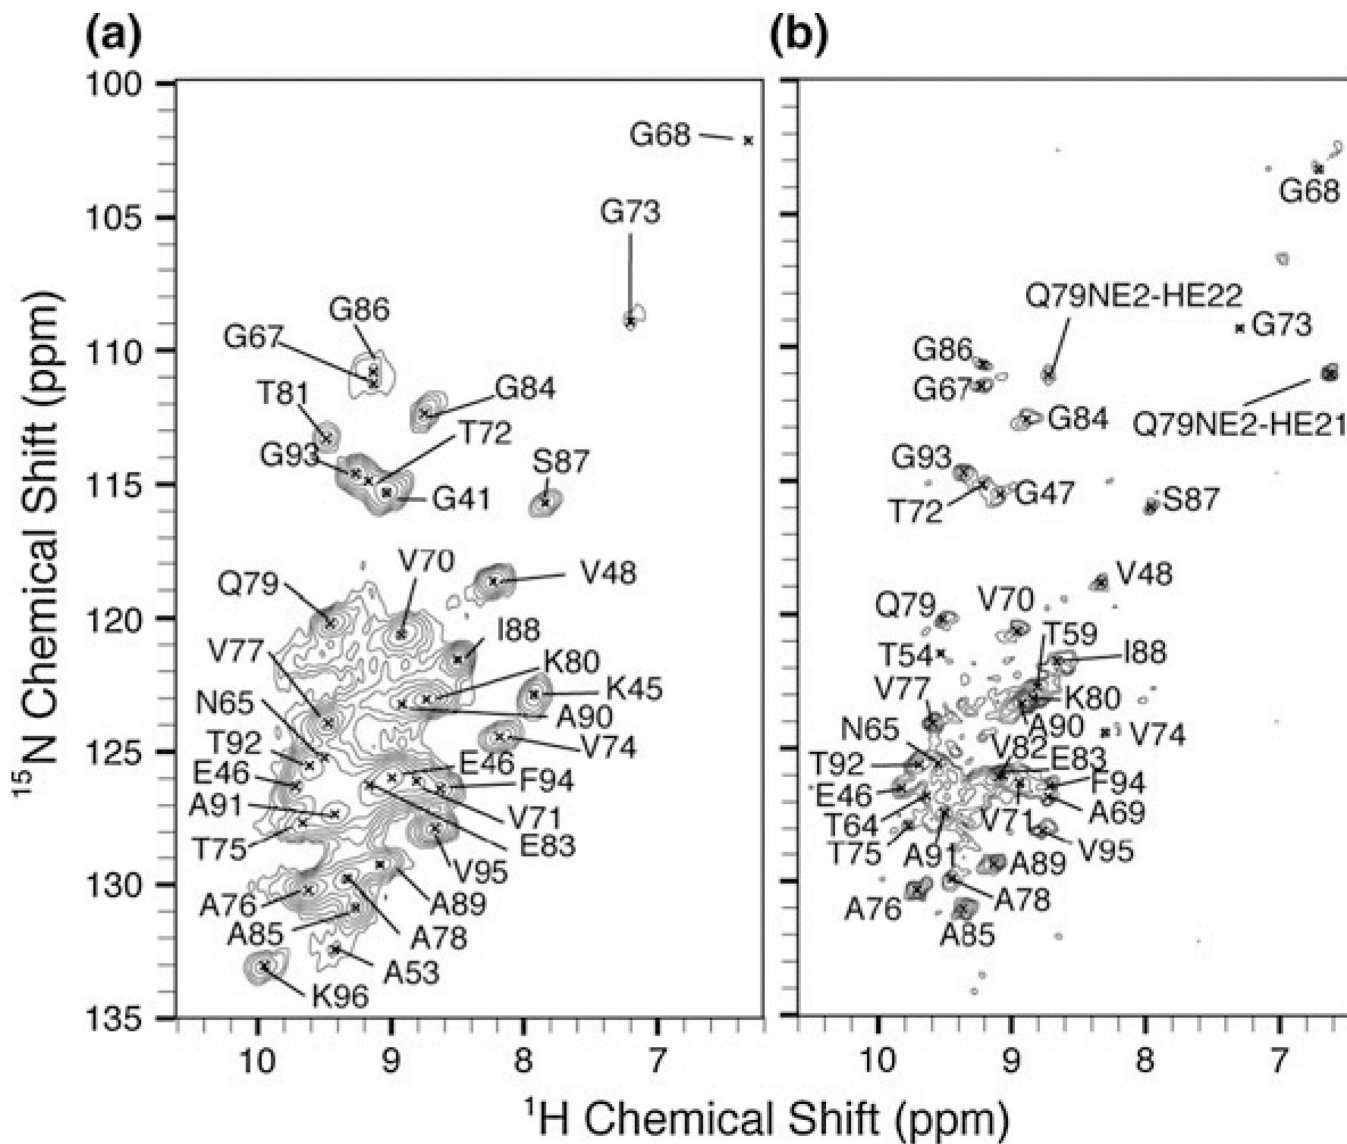 (a)
(b)
100
105
110
115
120
125
130
135
15N Chemical Shift (ppm)
G68
G73
G86
G67
T81
G84
T72
G93
S87
G41
V70
V48
Q79
I88
V77
K80
K45
N65
A90
T92
V74
E46
E46
F94
A91
V71
T75
E83
V95
A76
A89
A85
A78
A53
K96
10
9
8
7
G68
Q79NE2-HE22
G73
G86
G67
G84
Q79NE2-HE21
G93
G47
T72
S87
V48
Q79
V70
T59
T54
I88
V77
K80
A90
V74
N65
V82
T92
E83
E46
F94
T64
V71
A69
T75
A91
V95
A89
A76
A78
A85
10
9
8
7
1H Chemical Shift (ppm)